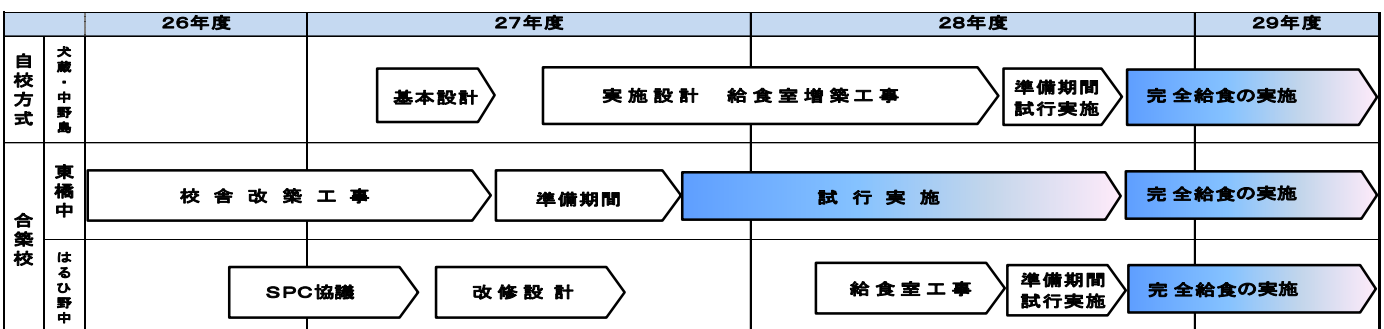 26年度 27年度 28年度 29年度
自校方式
犬蔵・中野島
基本設計
実施設計 給食室増築工事
準備期間
試行実施
完全給食の実施
合築校
東橘中
校舎改築工事
準備期間
試行実施
完全給食の実施
はるひ野中
SPC協議
改修設計
給食室工事
準備期間
試行実施
完全給食の実施